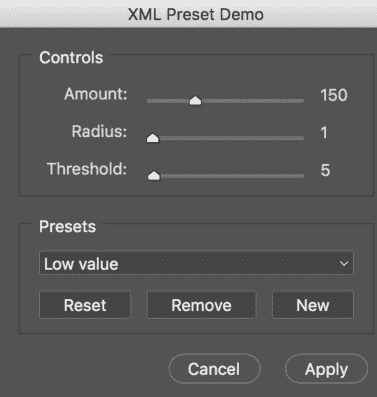 XML Preset Demo
Controls
Amount: 150
Radius: 1
Threshold: 5
Presets
Low value
Reset Remove New
Cancel Apply